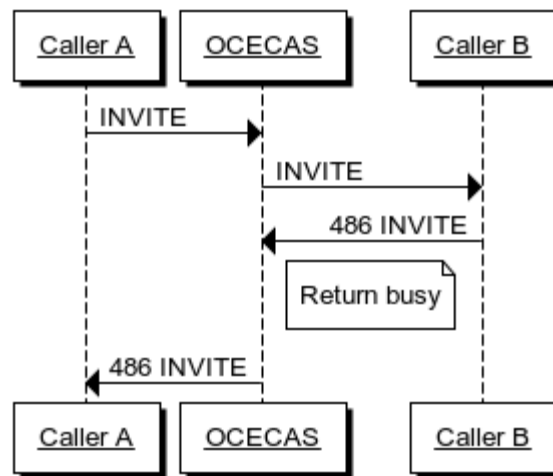 Caller A OCECAS Caller B
INVITE
INVITE
486 INVITE
Return busy
486 INVITE
Caller A OCECAS Caller B